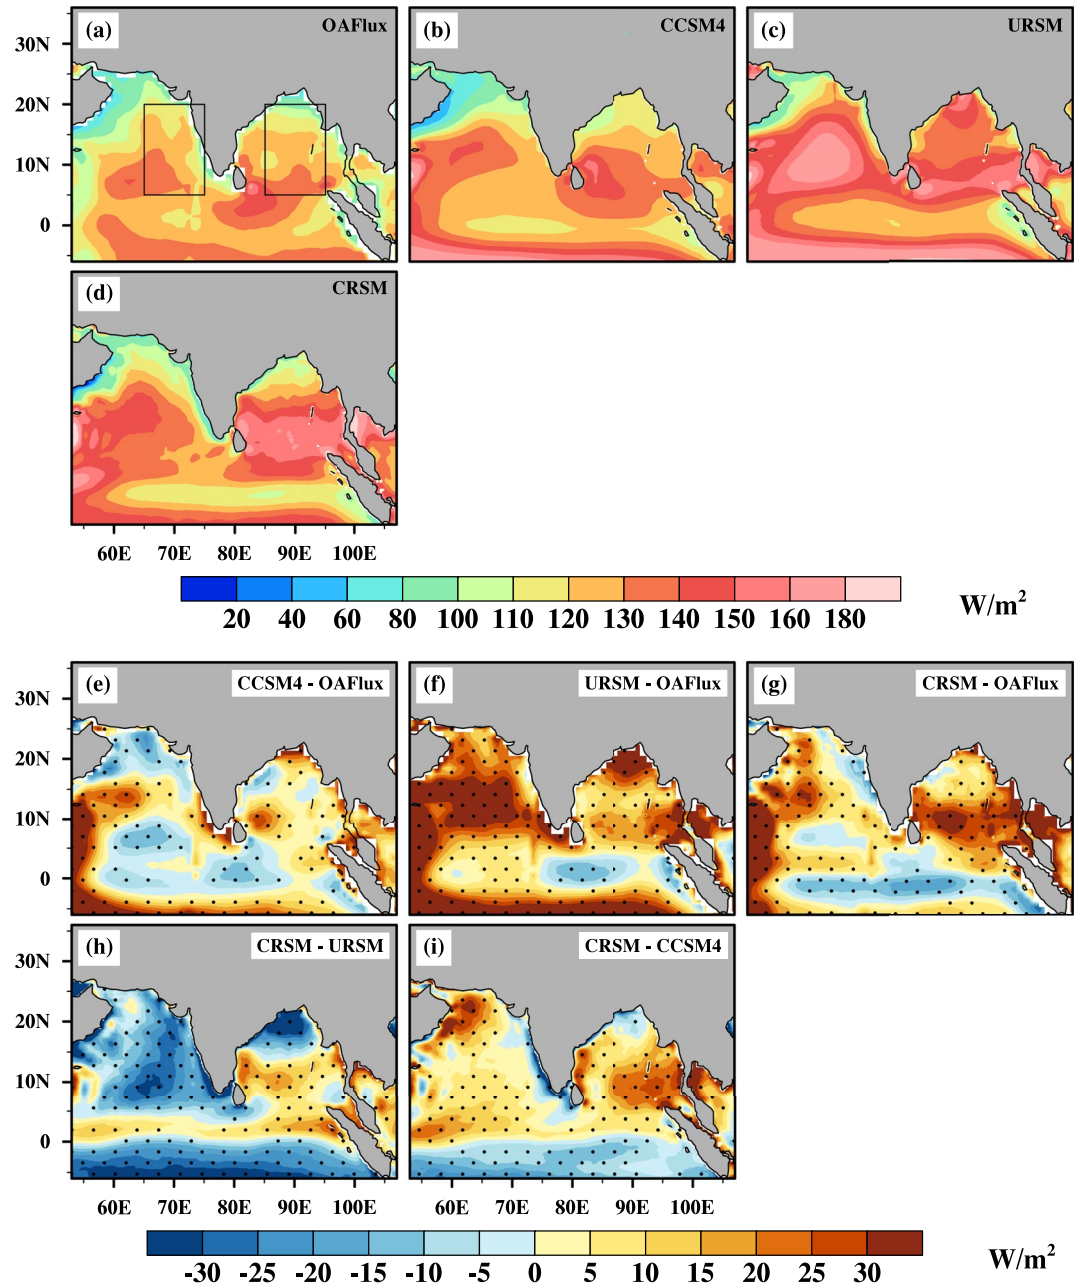 (a) OAFlux
(b) CCSM4
(c) URSM
30N
20N
10N
0
(d) CRSM
60E 70E 80E 90E 100E
20 40 60 80 100 110 120 130 140 150 160 180
W/m²
(e) CCSM4 - OAFlux
(f) URSM - OAFlux
(g) CRSM - OAFlux
30N
20N
10N
0
(h) CRSM - URSM
(i) CRSM - CCSM4
30N
20N
10N
0
60E 70E 80E 90E 100E
60E 70E 80E 90E 100E
-30 -25 -20 -15 -10 -5 0 5 10 15 20 25 30
W/m²